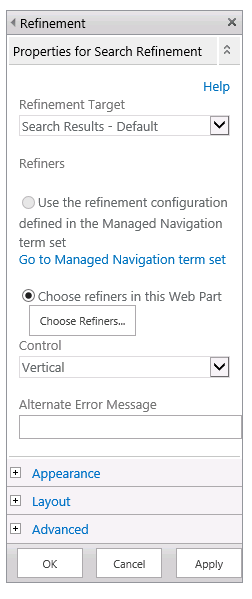 Refinement
Properties for Search Refinement
Help
Refinement Target
Search Results - Default
Refiners
Use the refinement configuration
defined in the Managed Navigation
term set
Go to Managed Navigation term set
Choose refiners in this Web Part
Choose Refiners...
Control
Vertical
Alternate Error Message
Appearance
Layout
Advanced
OK Cancel Apply